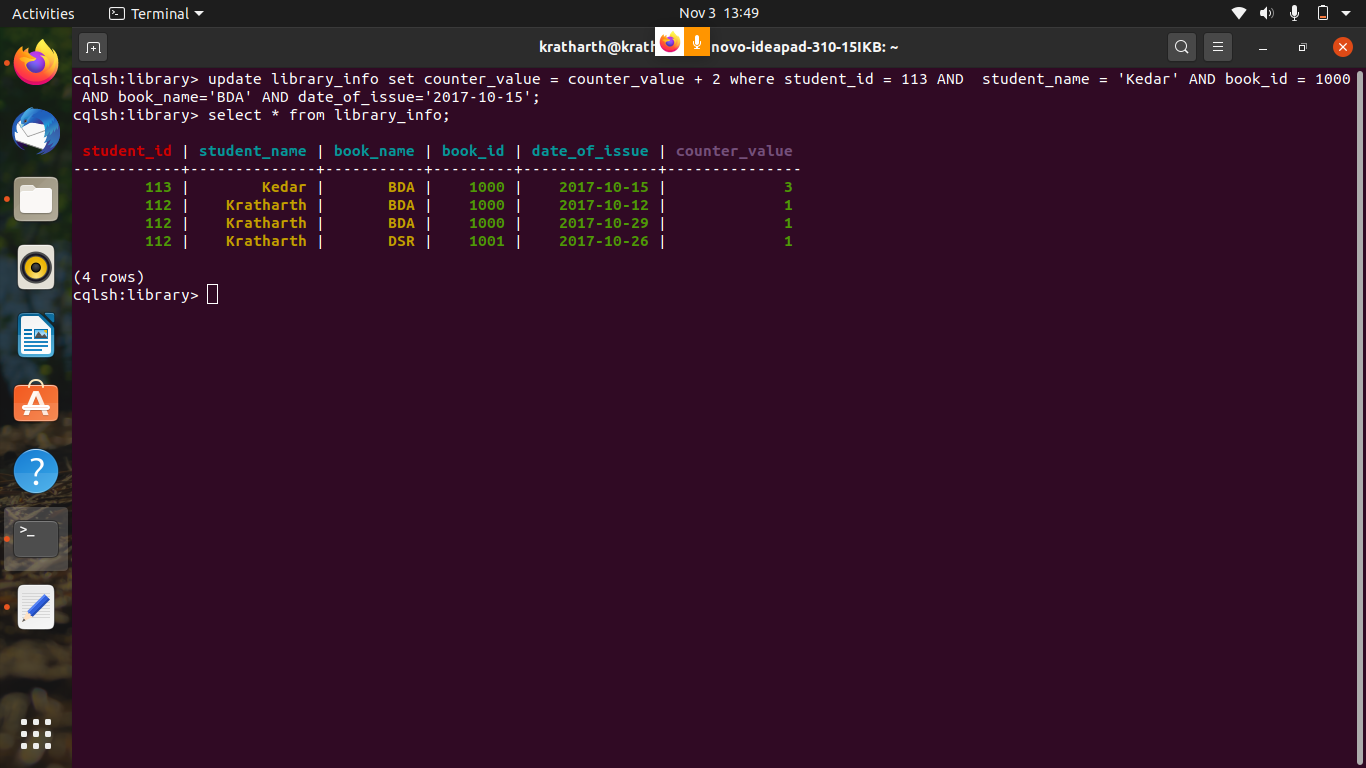 Activities Terminal Nov 3 13:49
kratharth@krath novo-ideapad-310-15IKB: ~
cqlsh:library> update library_info set counter_value = counter_value + 2 where student_id = 113 AND  student_name = 'Kedar' AND book_id = 1000
 AND book_name='BDA' AND date_of_issue='2017-10-15';
cqlsh:library> select * from library_info;
 student_id | student_name | book_name | book_id | date_of_issue | counter_value
------------+--------------+-----------+---------+---------------+---------------
        113 |        Kedar |       BDA |    1000 |    2017-10-15 |             3
        112 |    Kratharth |       BDA |    1000 |    2017-10-12 |             1
        112 |    Kratharth |       BDA |    1000 |    2017-10-29 |             1
        112 |    Kratharth |       DSR |    1001 |    2017-10-26 |             1
(4 rows)
cqlsh:library>